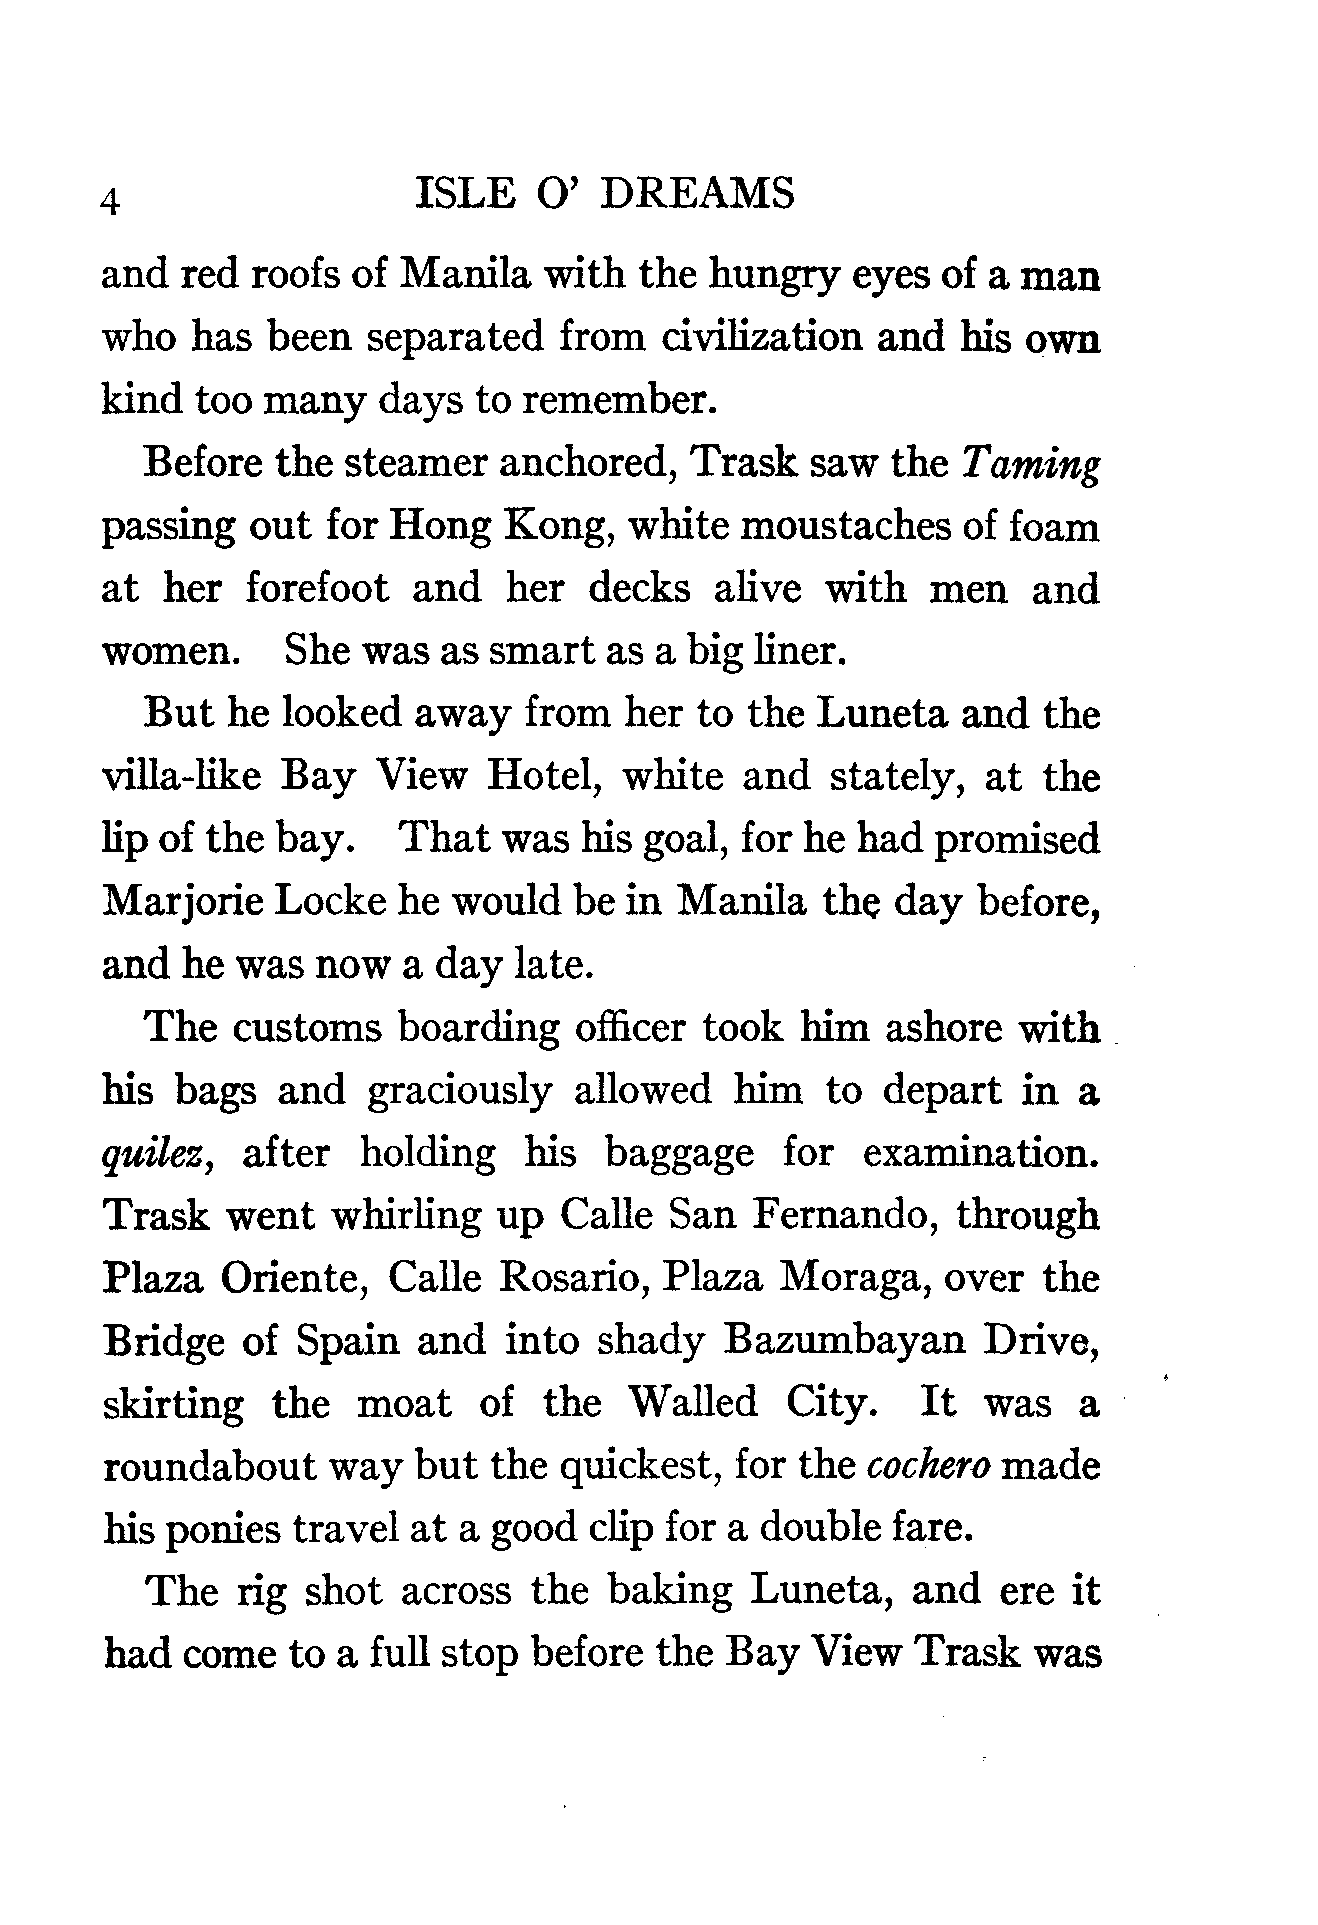 4 ISLE O' DREAMS
and red roofs of Manila with the hungry eyes of a man
who has been separated from civilization and his own
kind too many days to remember.
Before the steamer anchored, Trask saw the Taming
passing out for Hong Kong, white moustaches of foam
at her forefoot and her decks alive with men and
women. She was as smart as a big liner.
But he looked away from her to the Luneta and the
villa-like Bay View Hotel, white and stately, at the
lip of the bay. That was his goal, for he had promised
Marjorie Locke he would be in Manila the day before,
and he was now a day late.
The customs boarding officer took him ashore with
his bags and graciously allowed him to depart in a
quilez, after holding his baggage for examination.
Trask went whirling up Calle San Fernando, through
Plaza Oriente, Calle Rosario, Plaza Moraga, over the
Bridge of Spain and into shady Bazumbayan Drive,
skirting the moat of the Walled City. It was a
roundabout way but the quickest, for the cochero made
his ponies travel at a good clip for a double fare.
The rig shot across the baking Luneta, and ere it
had come to a full stop before the Bay View Trask was